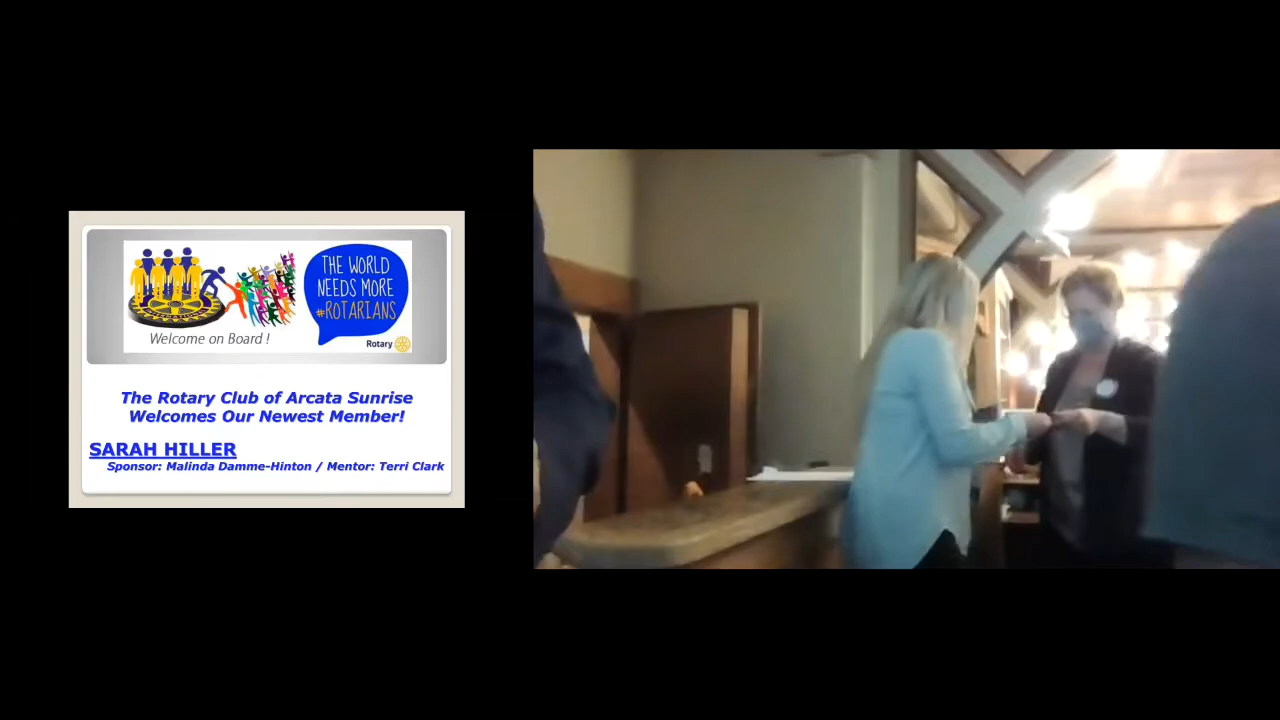 THE WORLD
NEEDS MORE
#ROTARIANS
Welcome on Board !
Rotary
The Rotary Club of Arcata Sunrise
Welcomes Our Newest Member!
SARAH HILLER
Sponsor: Malinda Damme-Hinton / Mentor: Terri Clark